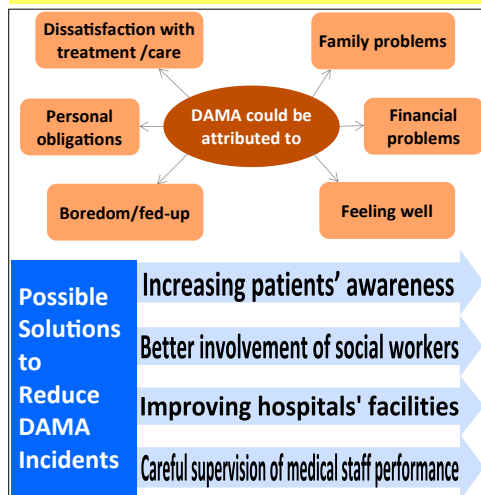 Dissatisfaction with
treatment /care
Family problems
DAMA could be
attributed to
Personal
obligations
Financial
problems
Boredom/fed-up
Feeling well
Possible
Solutions
to
Reduce
DAMA
Incidents
Increasing patients’ awareness
Better involvement of social workers
Improving hospitals' facilities
Careful supervision of medical staff performance